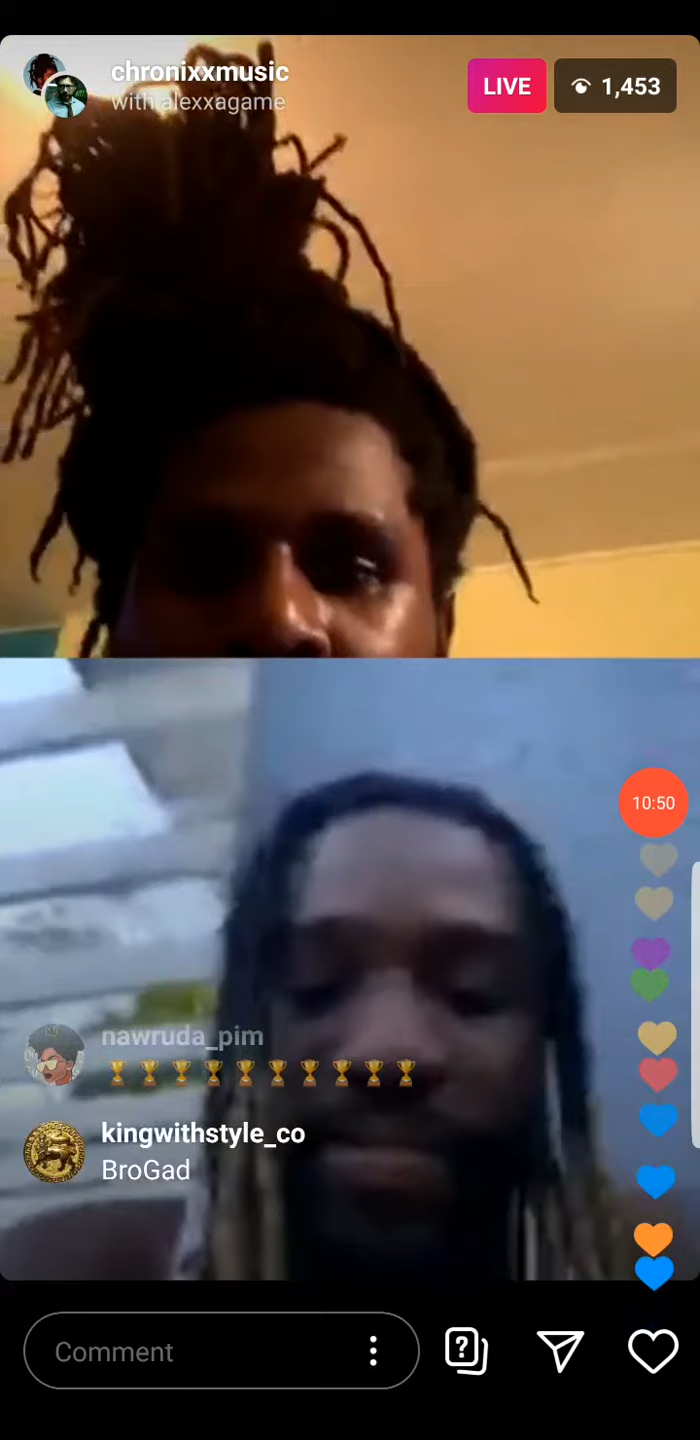 chronixxmusic
with alexxagame
LIVE
1,453
10:50
nawruda_pim
🏆🏆🏆🏆🏆🏆🏆🏆🏆🏆
kingwithstyle_co
BroGad
Comment